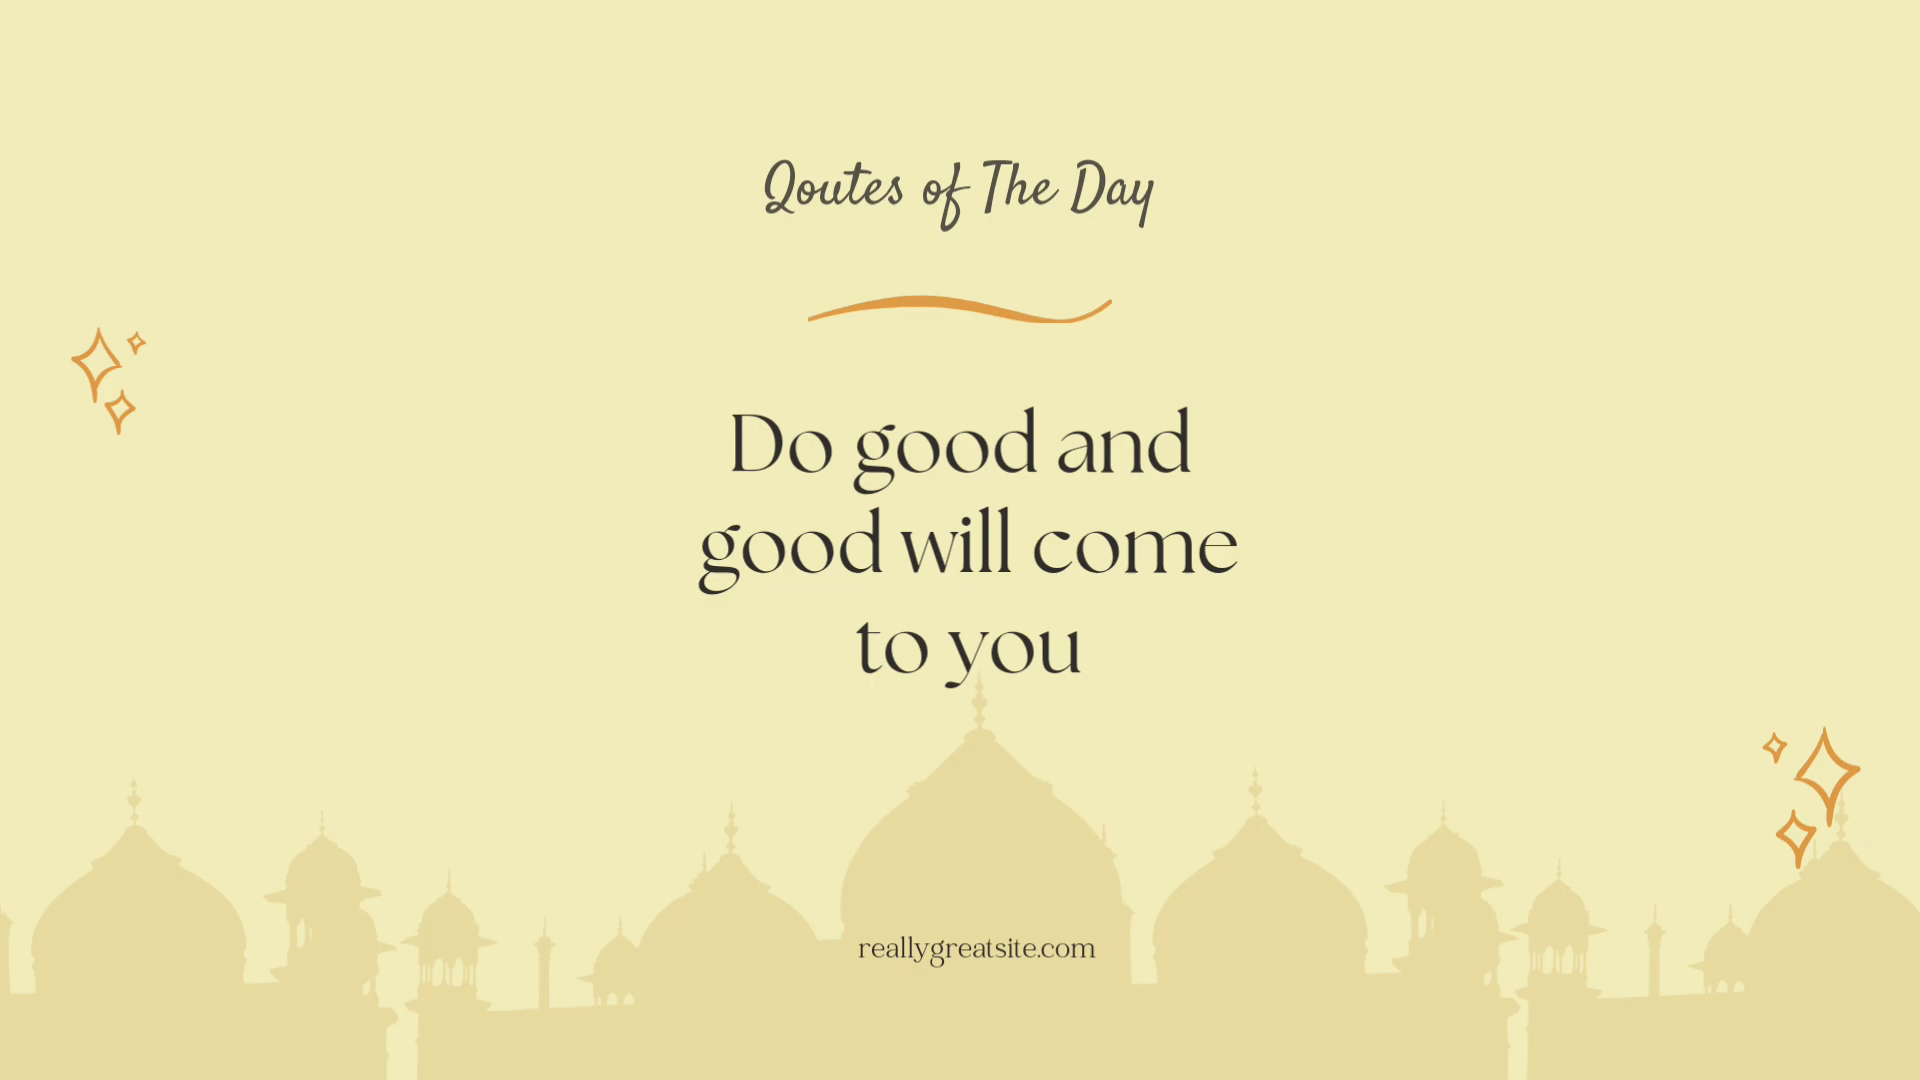 Qoutes of The Day
Do good and
good will come
to you
reallygreatsite.com